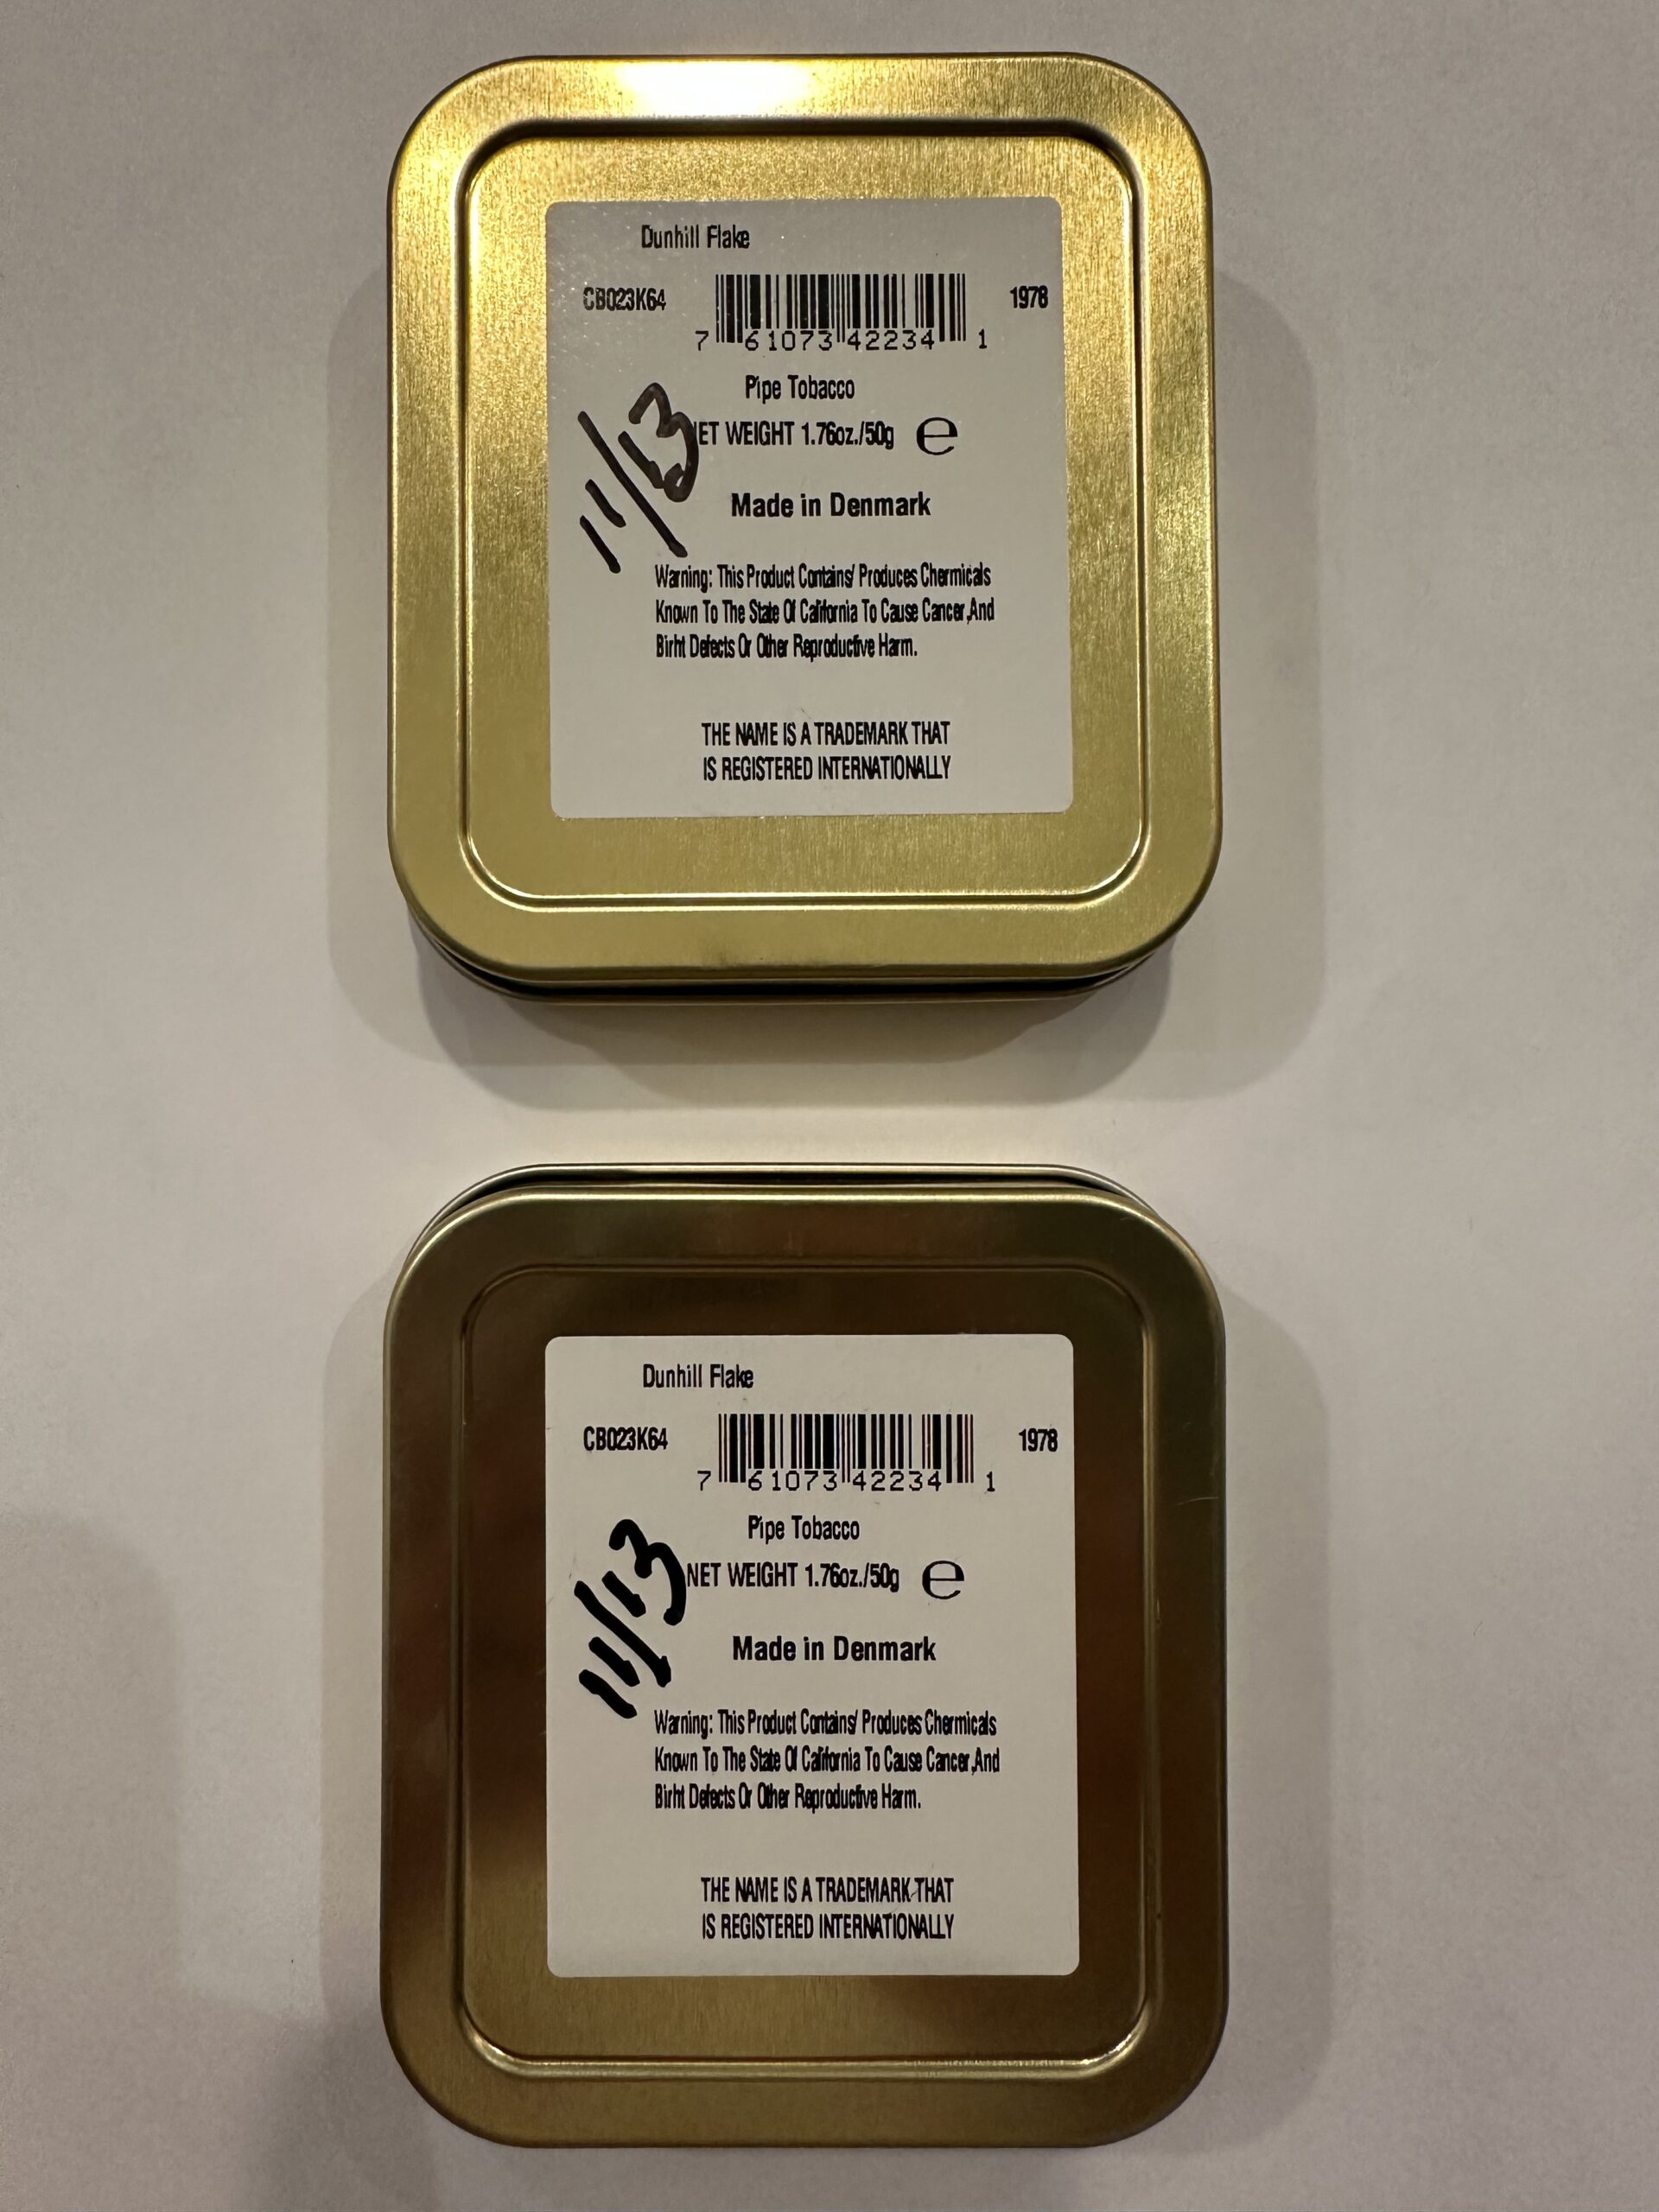 Dunhill Flake
CB023K64 1978
7 61073 42234 1
Pipe Tobacco
11/13
NET WEIGHT 1.76oz./50g e
Made in Denmark
Warning: This Product Contains/ Produces Chermicals
Known To The State Of California To Cause Cancer,And
Birht Defects Or Other Reproductive Harm.
THE NAME IS A TRADEMARK THAT
IS REGISTERED INTERNATIONALLY
Dunhill Flake
CB023K64 1978
7 61073 42234 1
Pipe Tobacco
11/13
NET WEIGHT 1.76oz./50g e
Made in Denmark
Warning: This Product Contains/ Produces Chermicals
Known To The State Of California To Cause Cancer,And
Birht Defects Or Other Reproductive Harm.
THE NAME IS A TRADEMARK THAT
IS REGISTERED INTERNATIONALLY